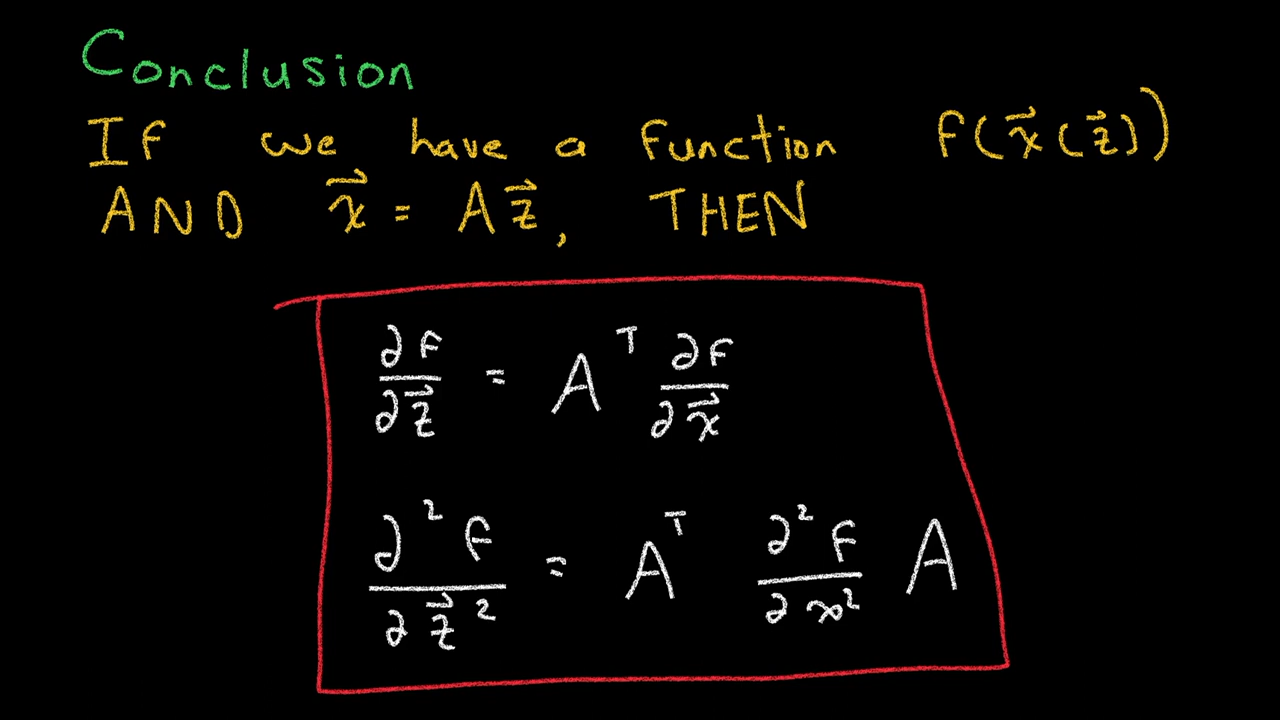 Conclusion
If we have a function f(x⃗(z⃗))
AND x⃗ = Az⃗, THEN
∂f/∂z⃗ = Aᵀ ∂f/∂x⃗
∂²f/∂z⃗² = Aᵀ ∂²f/∂x² A